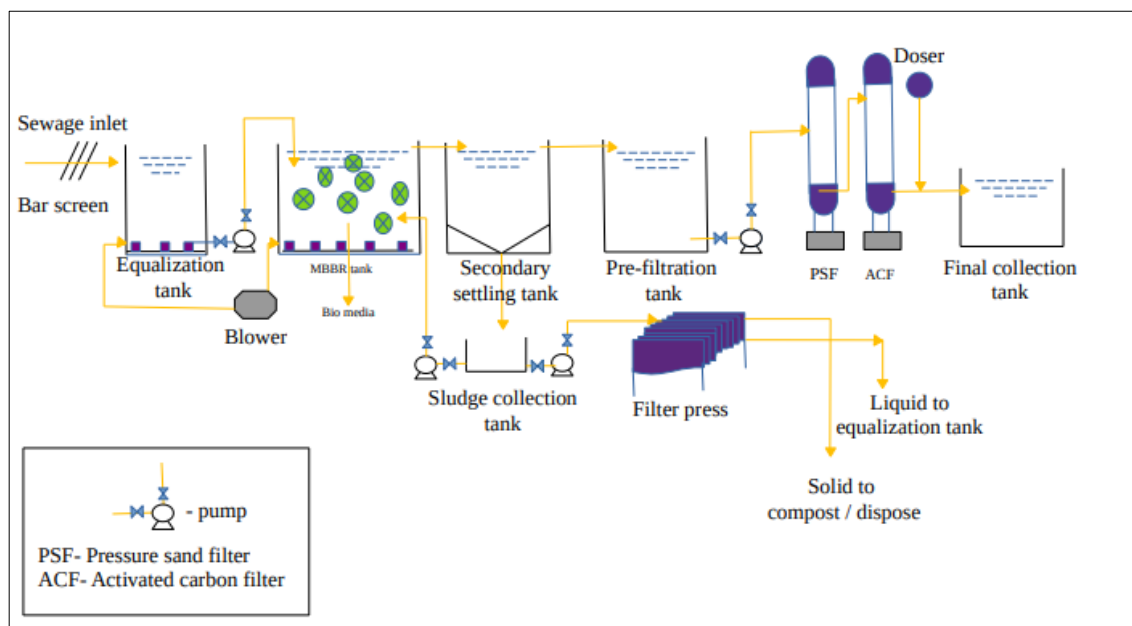 Doser
Sewage inlet
Bar screen
Equalization
tank
MBBR tank
Secondary
settling tank
Pre-filtration
tank
PSF
ACF
Final collection
tank
Bio media
Blower
Sludge collection
tank
Filter press
Liquid to
equalization tank
Solid to
compost / dispose
- pump
PSF- Pressure sand filter
ACF- Activated carbon filter